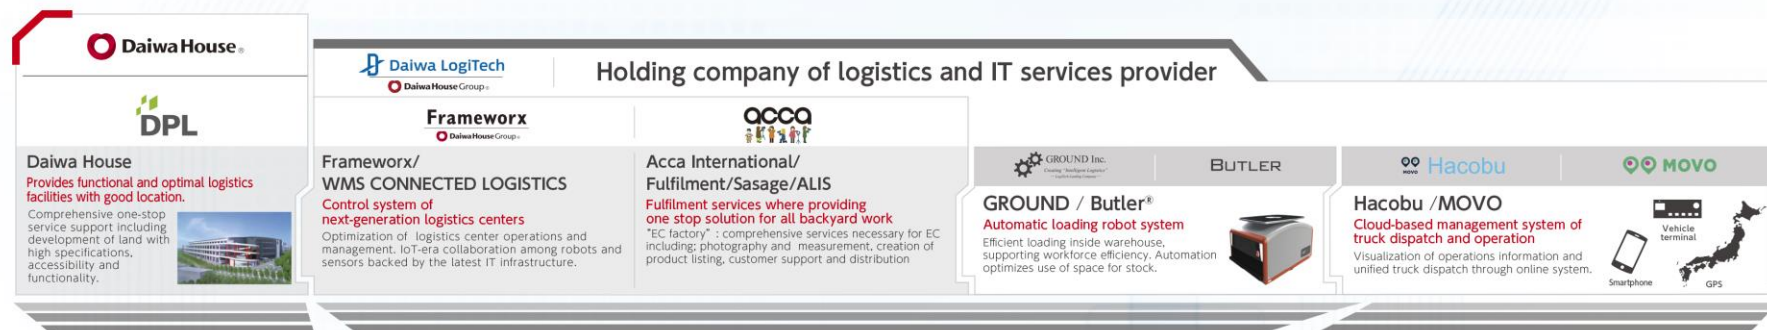 Daiwa House®
DPL
Daiwa House
Provides functional and optimal logistics
facilities with good location.
Comprehensive one-stop
service support including
development of land with
high specifications,
accessibility and
functionality.
Daiwa LogiTech
Daiwa House Group®
Holding company of logistics and IT services provider
Frameworx
Daiwa House Group®
Frameworx/
WMS CONNECTED LOGISTICS
Control system of
next-generation logistics centers
Optimization of logistics center operations and
management. IoT-era collaboration among robots and
sensors backed by the latest IT infrastructure.
acca
Acca International/
Fulfilment/Sasage/ALIS
Fulfilment services where providing
one stop solution for all backyard work
"EC factory" : comprehensive services necessary for EC
including; photography and measurement, creation of
product listing, customer support and distribution
GROUND Inc.
Creating "Intelligent Logistics"
BUTLER
GROUND / Butler®
Automatic loading robot system
Efficient loading inside warehouse,
supporting workforce efficiency. Automation
optimizes use of space for stock.
MOVO
Hacobu
MOVO
Hacobu /MOVO
Cloud-based management system of
truck dispatch and operation
Visualization of operations information and
unified truck dispatch through online system.
Vehicle
terminal
Smartphone
GPS